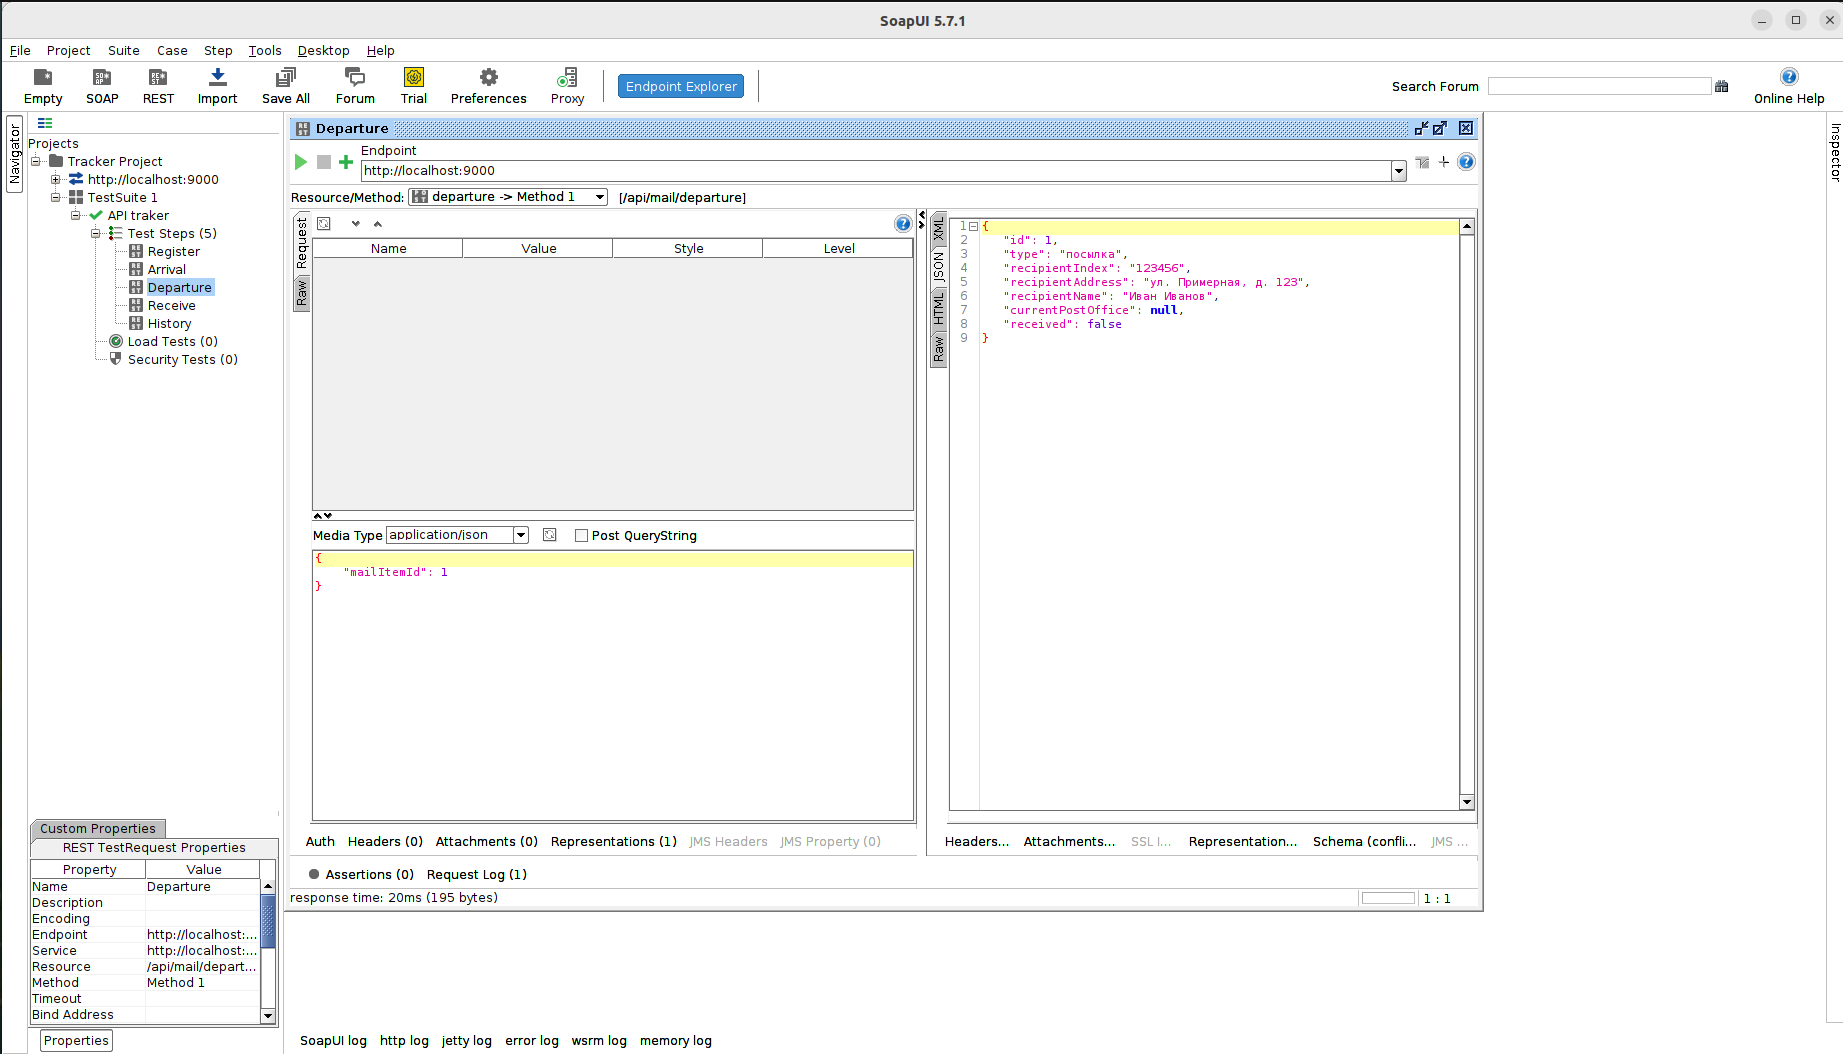 SoapUI 5.7.1
File Project Suite Case Step Tools Desktop Help
Empty SOAP REST Import Save All Forum Trial Preferences Proxy Endpoint Explorer Search Forum Online Help
Navigator
Projects
Tracker Project
http://localhost:9000
TestSuite 1
API traker
Test Steps (5)
Register
Arrival
Departure
Receive
History
Load Tests (0)
Security Tests (0)
Custom Properties
REST TestRequest Properties
Property Value
Name Departure
Description
Encoding
Endpoint http://localhost:...
Service http://localhost:...
Resource /api/mail/depart...
Method Method 1
Timeout
Bind Address
Properties
Departure
Endpoint
http://localhost:9000
Resource/Method: departure -> Method 1 [/api/mail/departure]
Request
Raw
Name Value Style Level
Media Type application/json Post QueryString
{
"mailItemId": 1
}
Auth Headers (0) Attachments (0) Representations (1) JMS Headers JMS Property (0)
XML
JSON
HTML
Raw
1 {
2 "id": 1,
3 "type": "посылка",
4 "recipientIndex": "123456",
5 "recipientAddress": "ул. Примерная, д. 123",
6 "recipientName": "Иван Иванов",
7 "currentPostOffice": null,
8 "received": false
9 }
Headers... Attachments... SSL I... Representation... Schema (confli... JMS ...
Assertions (0) Request Log (1)
response time: 20ms (195 bytes) 1 : 1
SoapUI log http log jetty log error log wsrm log memory log
Inspector